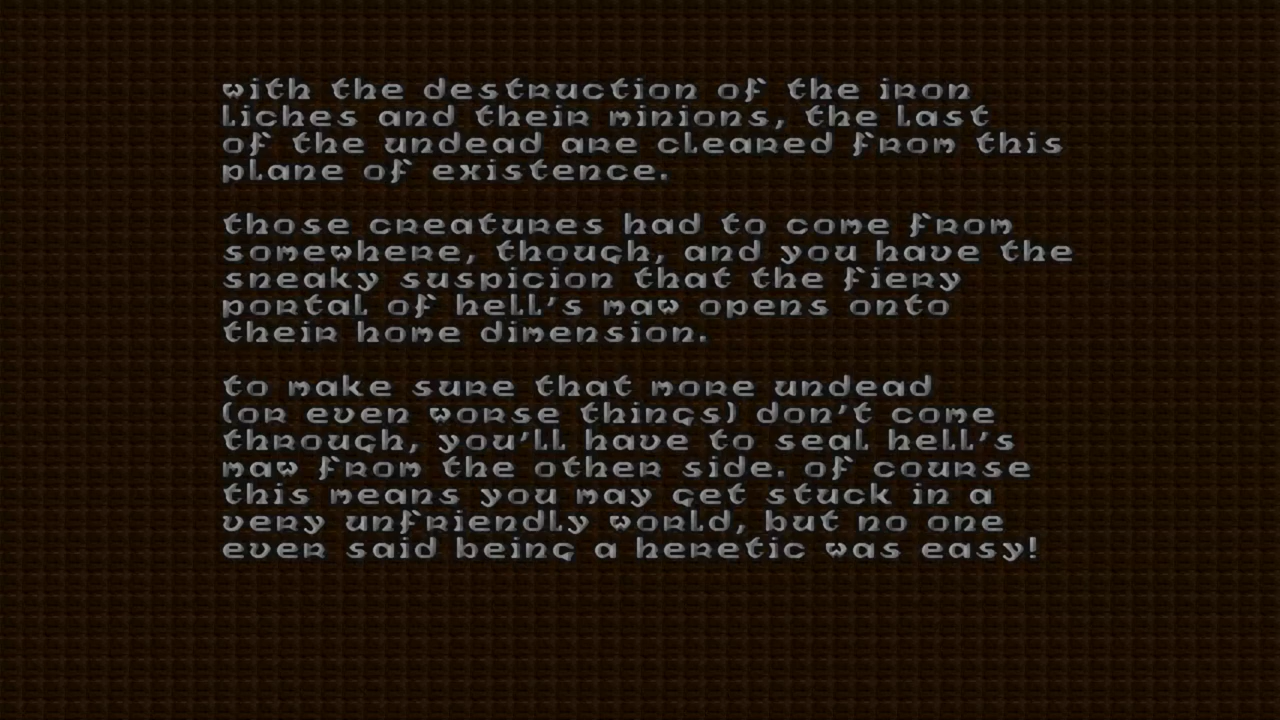 with the destruction of the iron
liches and their minions, the last
of the undead are cleared from this
plane of existence.
those creatures had to come from
somewhere, though, and you have the
sneaky suspicion that the fiery
portal of hell's maw opens onto
their home dimension.
to make sure that more undead
(or even worse things) don't come
through, you'll have to seal hell's
maw from the other side. of course
this means you may get stuck in a
very unfriendly world, but no one
ever said being a heretic was easy!